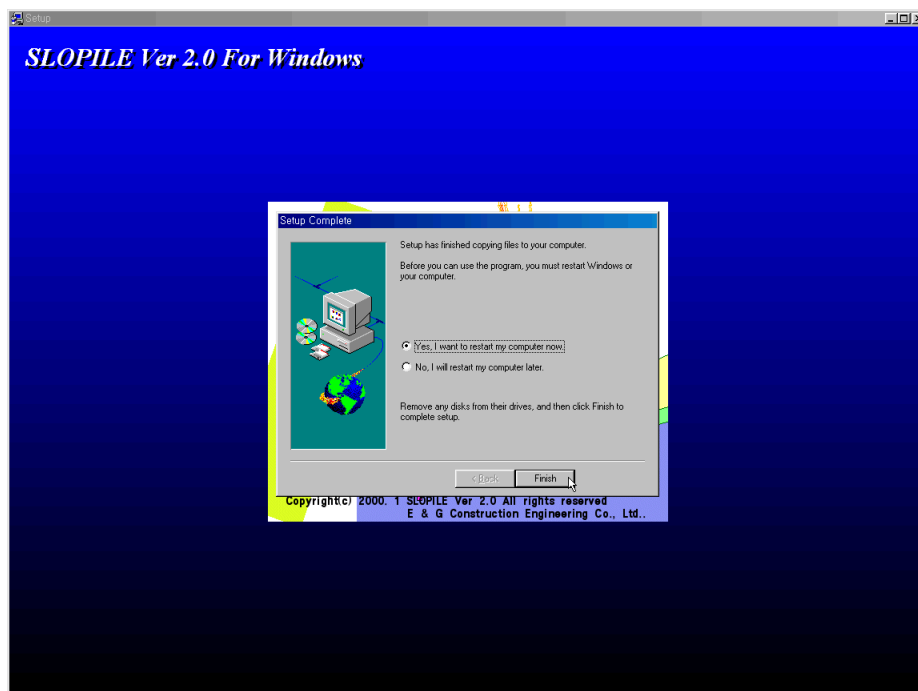 Setup
SLOPILE Ver 2.0 For Windows
Setup Complete
Setup has finished copying files to your computer.
Before you can use the program, you must restart Windows or
your computer.
Yes, I want to restart my computer now.
No, I will restart my computer later.
Remove any disks from their drives, and then click Finish to
complete setup.
< Back
Finish
Copyright(c) 2000. 1 SLOPILE Ver 2.0 All rights reserved
E & G Construction Engineering Co., Ltd..